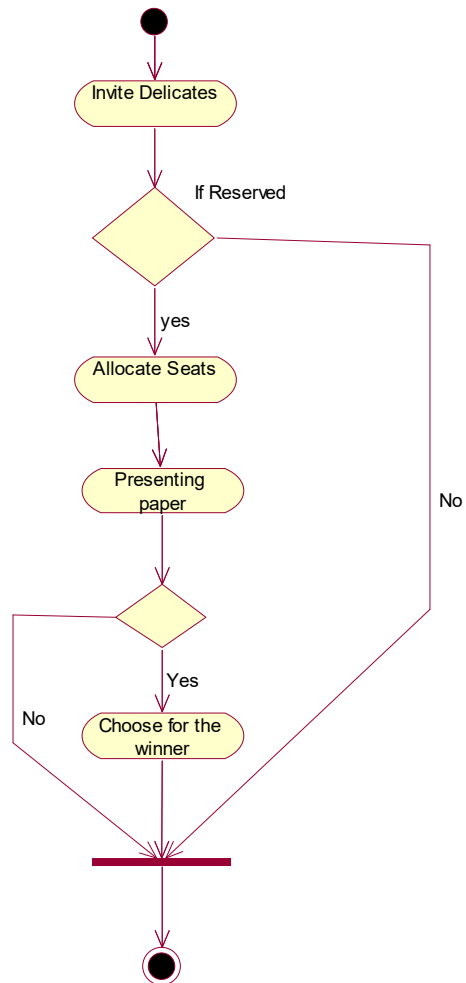 Invite Delicates
If Reserved
yes
Allocate Seats
Presenting
paper
No
Yes
No
Choose for the
winner